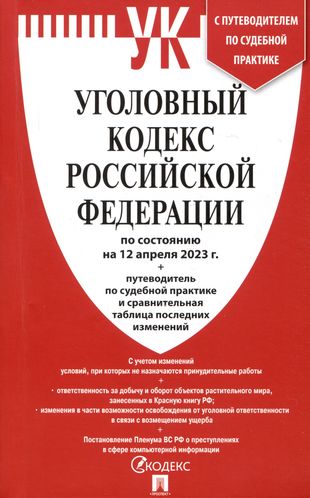 УК
С ПУТЕВОДИТЕЛЕМ
ПО СУДЕБНОЙ
ПРАКТИКЕ
УГОЛОВНЫЙ
КОДЕКС
РОССИЙСКОЙ
ФЕДЕРАЦИИ
по состоянию
на 12 апреля 2023 г.
+
путеводитель
по судебной практике
и сравнительная
таблица последних
изменений
С учетом изменений
условий, при которых не назначаются принудительные работы
+
• ответственность за добычу и оборот объектов растительного мира,
занесенных в Красную книгу РФ;
• изменения в части возможности освобождения от уголовной ответственности
в связи с возмещением ущерба
+
Постановление Пленума ВС РФ о преступлениях
в сфере компьютерной информации
КОДЕКС
ПРОСПЕКТ